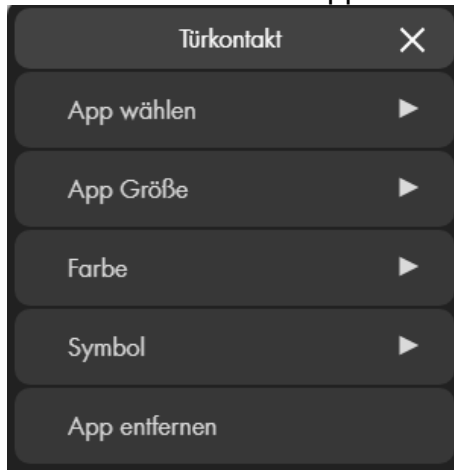 Türkontakt
App wählen
App Größe
Farbe
Symbol
App entfernen